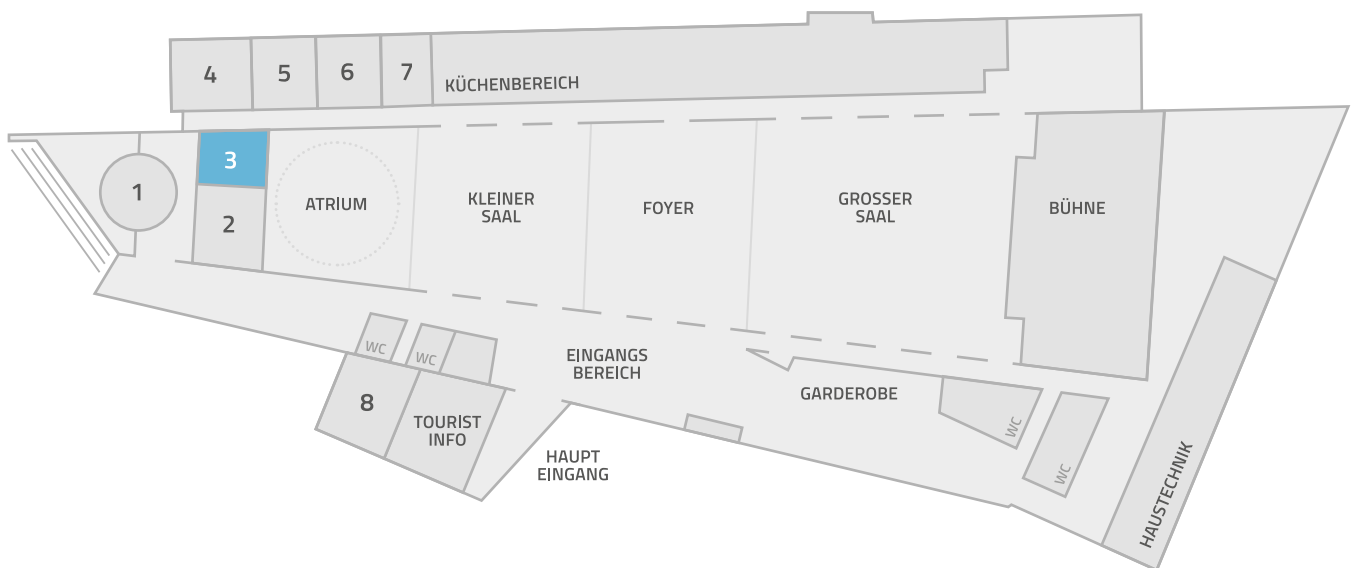 4
5
6
7
KÜCHENBEREICH
1
3
2
ATRIUM
KLEINER
SAAL
FOYER
GROSSER
SAAL
BÜHNE
WC
WC
8
TOURIST
INFO
EINGANGS
BEREICH
HAUPT
EINGANG
GARDEROBE
WC
WC
HAUSTECHNIK